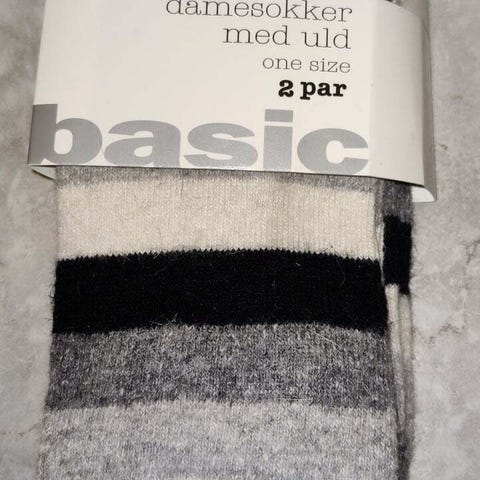 damesokker
med uld
one size
2 par
basic